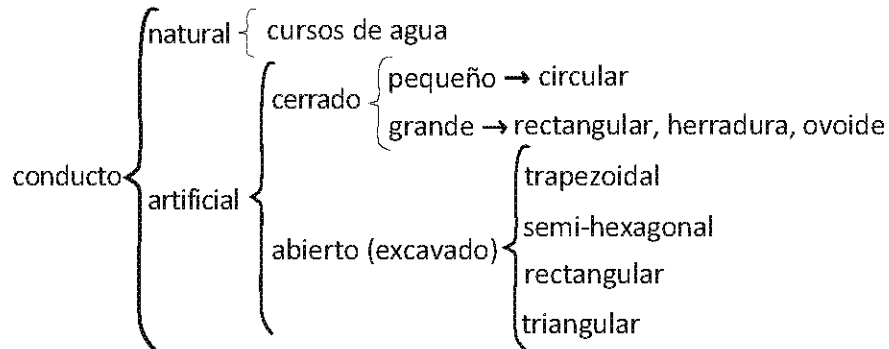 natural { cursos de agua
pequeño → circular
cerrado
grande → rectangular, herradura, ovoide
conducto
artificial
trapezoidal
semi-hexagonal
abierto (excavado)
rectangular
triangular